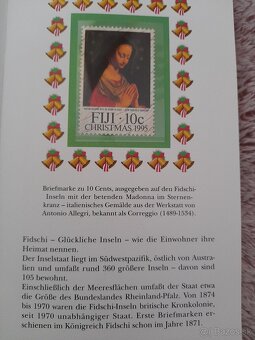 FIJI · 10c
CHRISTMAS 1995
Briefmarke zu 10 Cents, ausgegeben auf den Fidschi-
Inseln mit der betenden Madonna im Sternen-
kranz – italienisches Gemälde aus der Werkstatt von
Antonio Allegri, bekannt als Correggio (1489-1534).
Fidschi – Glückliche Inseln – wie die Einwohner ihre
Heimat nennen.
Der Inselstaat liegt im Südwestpazifik, östlich von Austra-
lien und umfaßt rund 360 größere Inseln – davon sind
105 bewohnt.
Einschließlich der Meeresflächen umfaßt der Staat etwa
die Größe des Bundeslandes Rheinland-Pfalz. Von 1874
bis 1970 waren die Fidschi-Inseln britische Kronkolonie,
seit 1970 unabhängiger Staat. Erste Briefmarken er-
schienen im Königreich Fidschi schon im Jahre 1871.